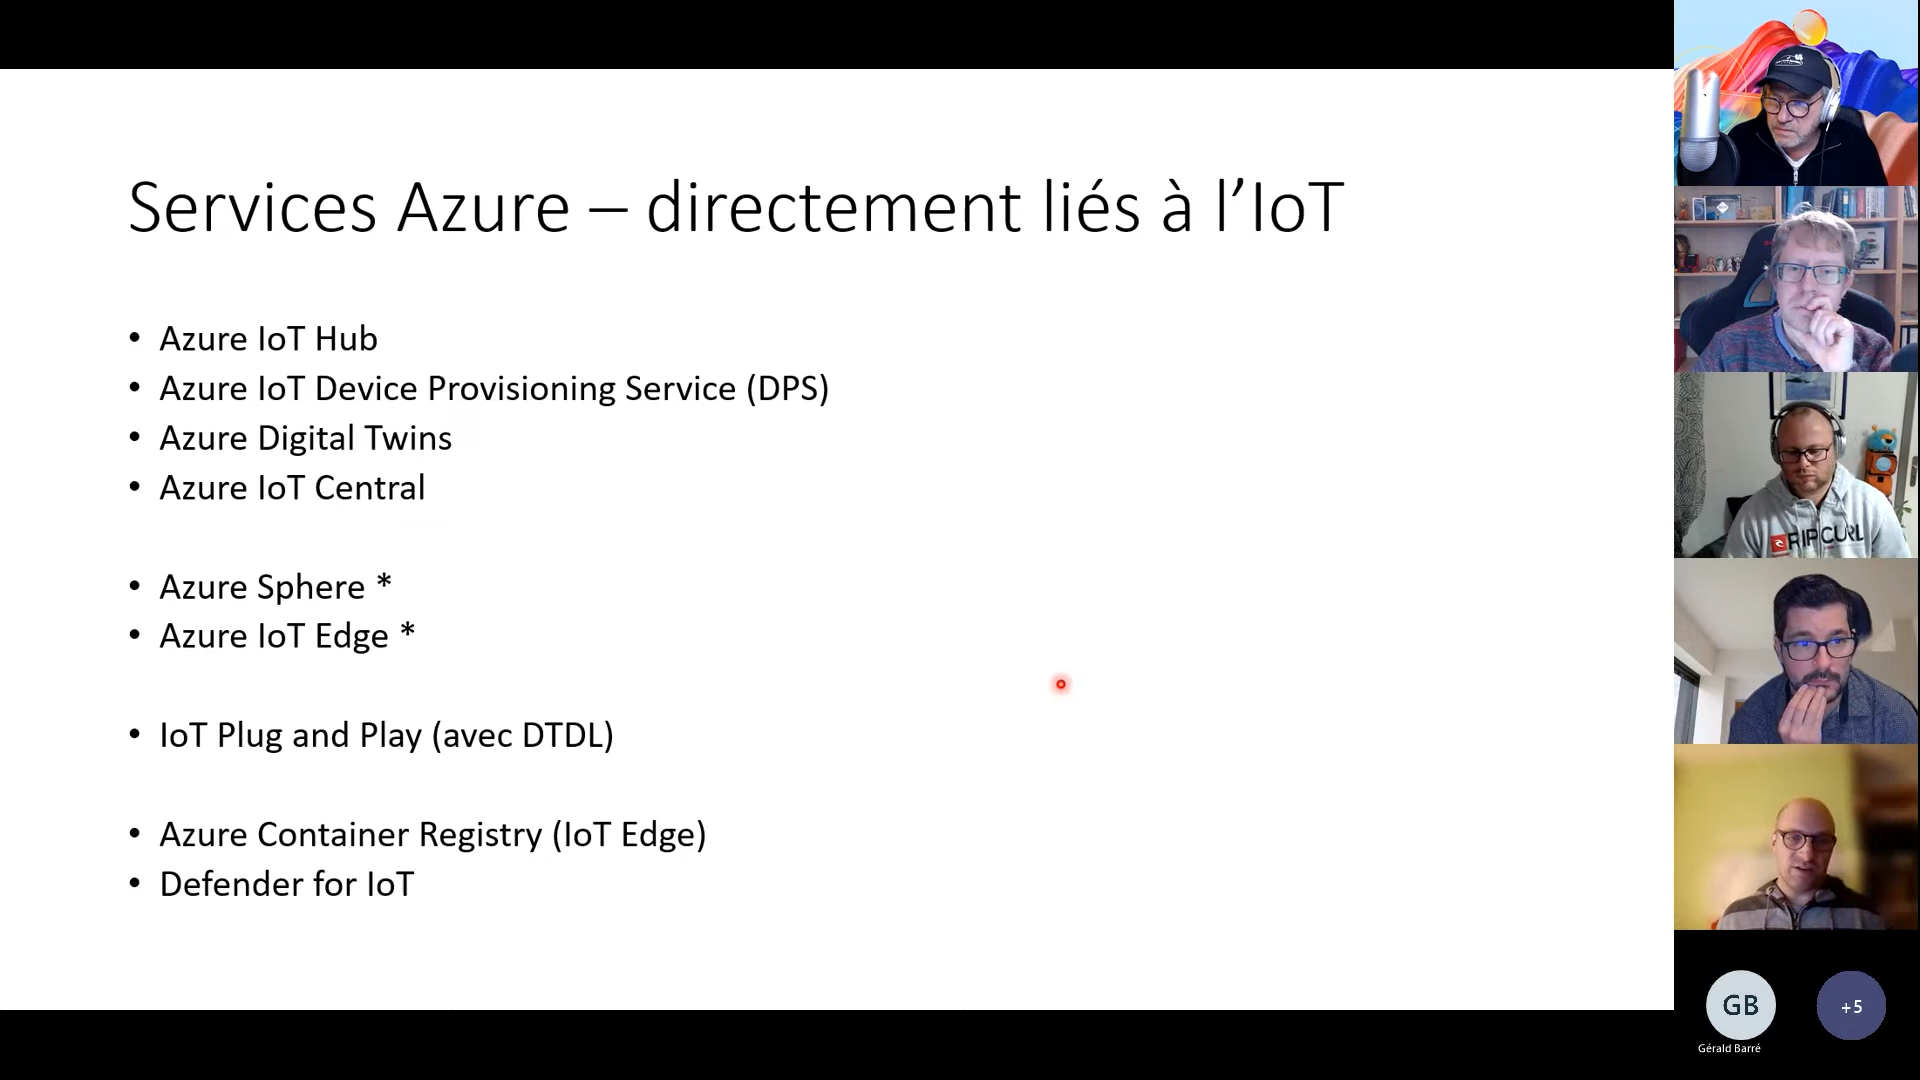 Services Azure – directement liés à l’IoT
• Azure IoT Hub
• Azure IoT Device Provisioning Service (DPS)
• Azure Digital Twins
• Azure IoT Central
• Azure Sphere *
• Azure IoT Edge *
• IoT Plug and Play (avec DTDL)
• Azure Container Registry (IoT Edge)
• Defender for IoT
RIP CURL
GB
+5
Gérald Barré